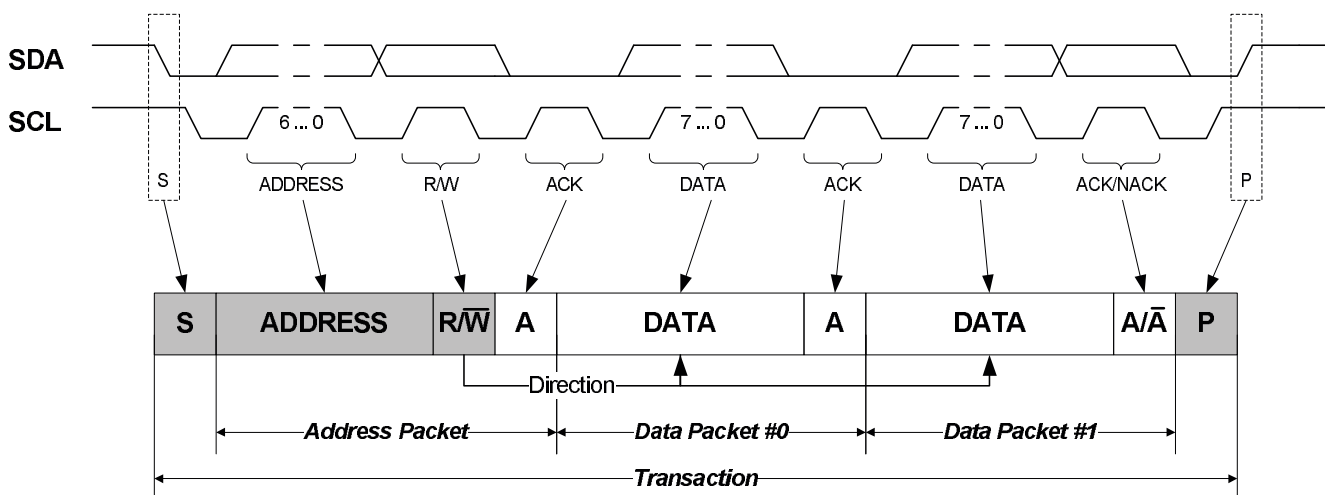 SDA
SCL
6 ... 0
7 ... 0
7 ... 0
S
ADDRESS
R/W
ACK
DATA
ACK
DATA
ACK/NACK
P
S
ADDRESS
R/W̅
A
DATA
A
DATA
A/A̅
P
Direction
Address Packet
Data Packet #0
Data Packet #1
Transaction